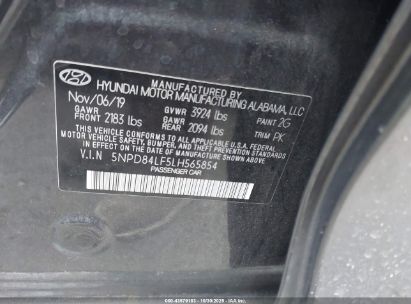 MANUFACTURED BY
HYUNDAI MOTOR MANUFACTURING ALABAMA, LLC
Nov/06/19 GVWR 3924 lbs PAINT 2G
GAWR FRONT 2183 lbs GAWR REAR 2094 lbs TRIM PK
THIS VEHICLE CONFORMS TO ALL APPLICABLE U.S. FEDERAL
MOTOR VEHICLE SAFETY, BUMPER, AND THEFT PREVENTION
STANDARDS IN EFFECT ON THE DATE OF MANUFACTURE SHOWN ABOVE.
V.I.N 5NPD84LF5LH565854
PASSENGER CAR